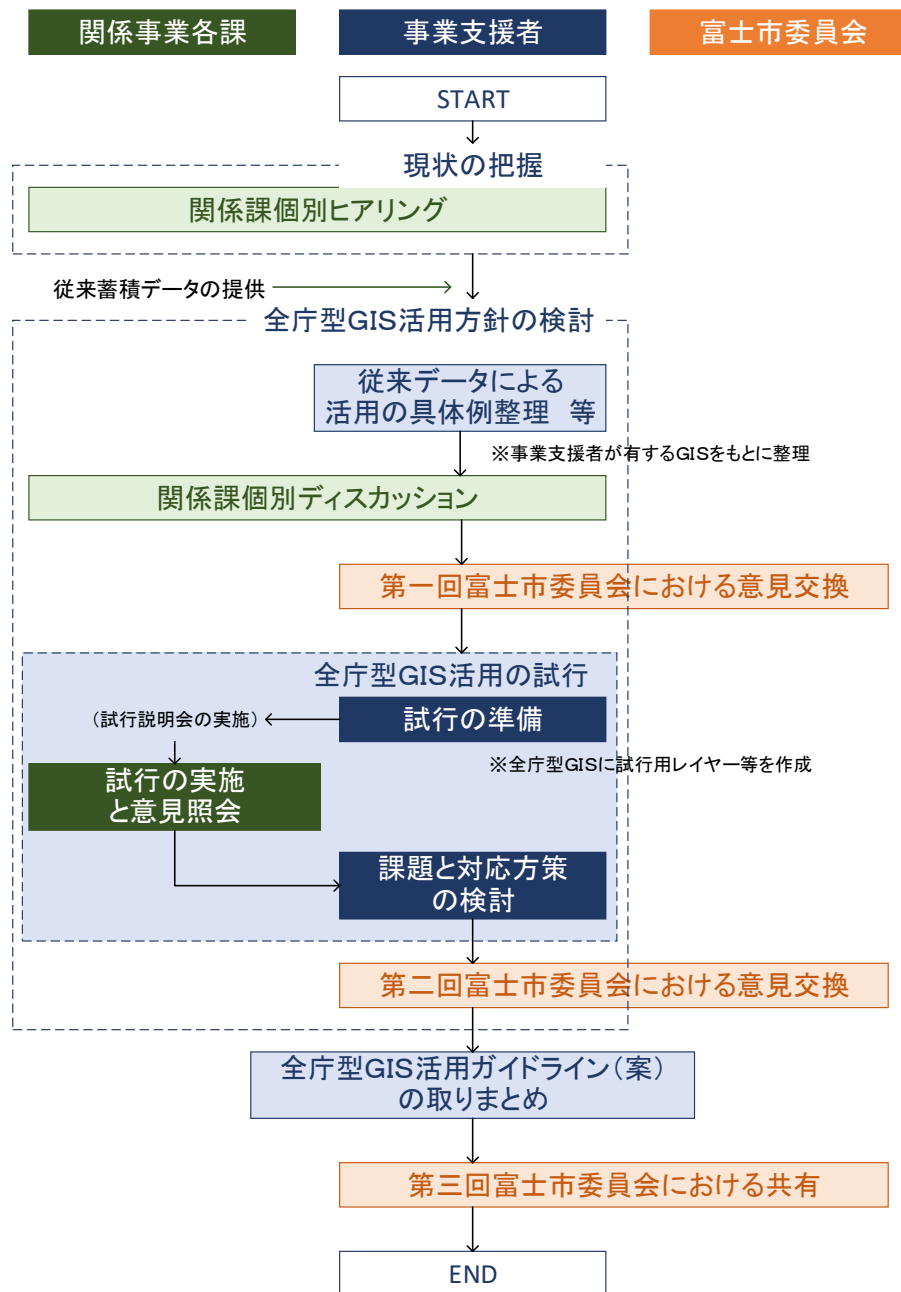 関係事業各課
事業支援者
富士市委員会
START
現状の把握
関係課個別ヒアリング
従来蓄積データの提供
全庁型GIS活用方針の検討
従来データによる
活用の具体例整理　等
※事業支援者が有するGISをもとに整理
関係課個別ディスカッション
第一回富士市委員会における意見交換
全庁型GIS活用の試行
試行の準備
（試行説明会の実施）
※全庁型GISに試行用レイヤー等を作成
試行の実施
と意見照会
課題と対応方策
の検討
第二回富士市委員会における意見交換
全庁型GIS活用ガイドライン（案）
の取りまとめ
第三回富士市委員会における共有
END